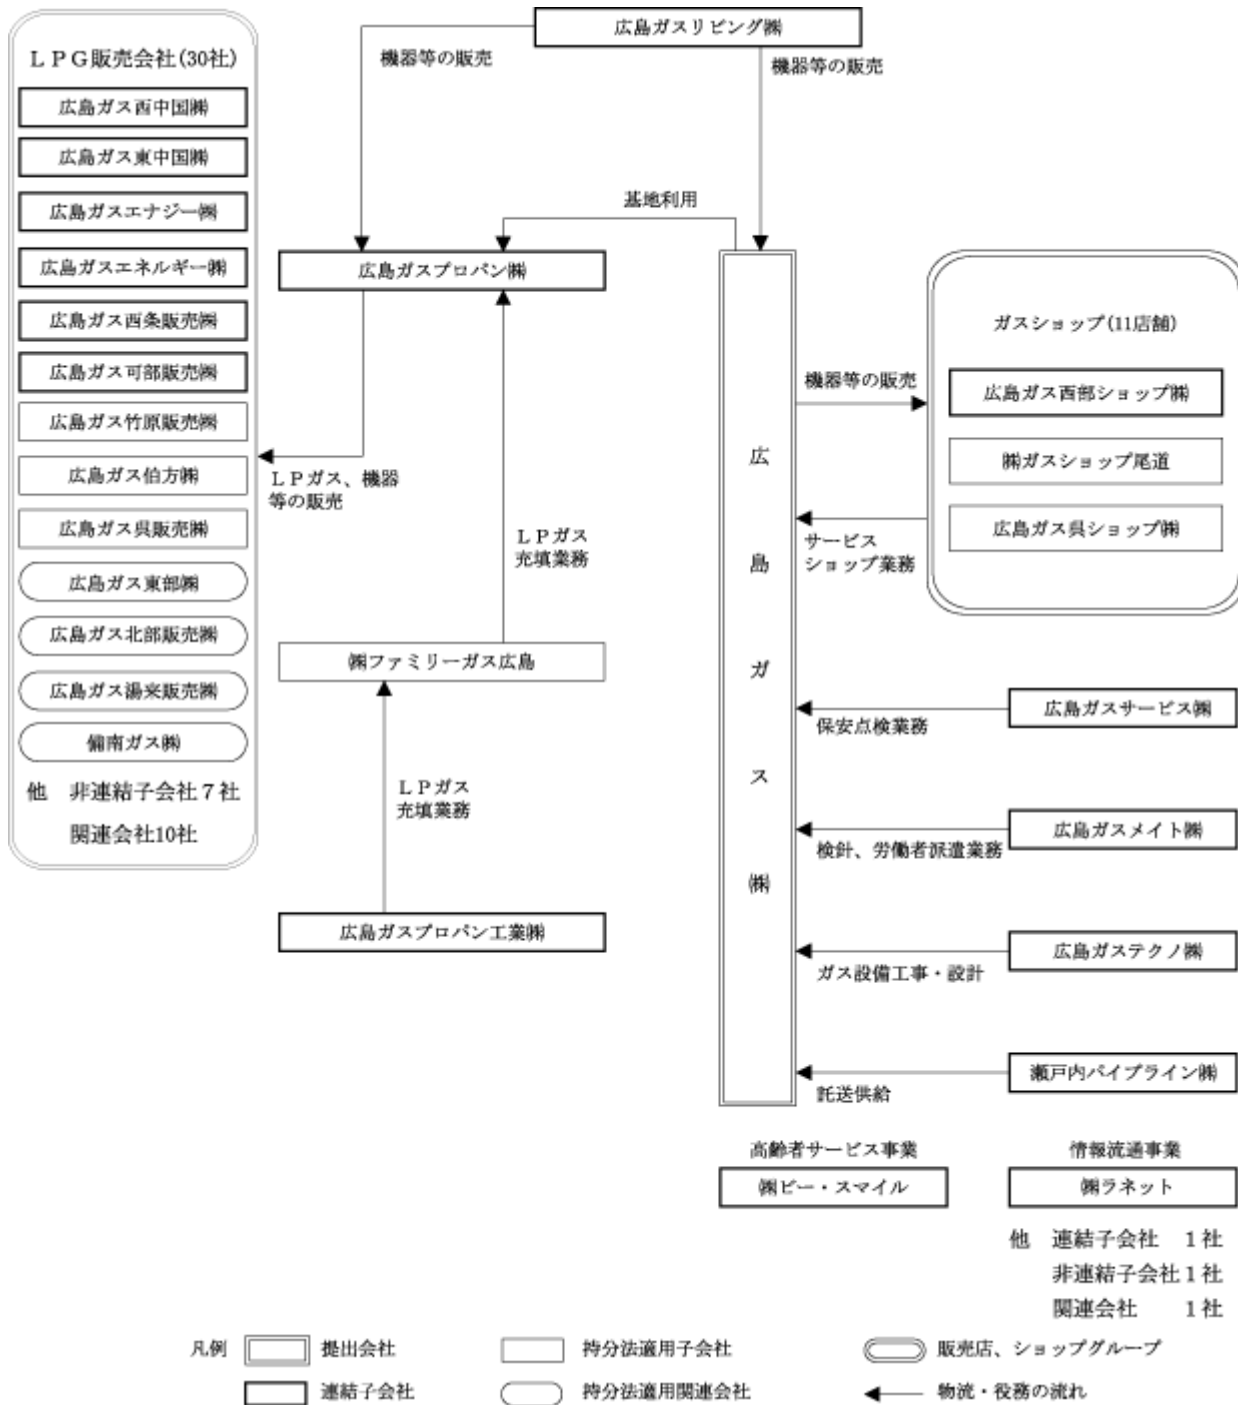 広島ガスリビング㈱
機器等の販売
機器等の販売
ＬＰＧ販売会社(30社)
広島ガス西中国㈱
広島ガス東中国㈱
広島ガスエナジー㈱
広島ガスエネルギー㈱
広島ガス西条販売㈱
広島ガス可部販売㈱
広島ガス竹原販売㈱
広島ガス伯方㈱
広島ガス呉販売㈱
広島ガス東部㈱
広島ガス北部販売㈱
広島ガス湯来販売㈱
備南ガス㈱
他　非連結子会社７社
関連会社10社
基地利用
広島ガスプロパン㈱
ＬＰガス、機器
等の販売
ＬＰガス
充填業務
㈱ファミリーガス広島
ＬＰガス
充填業務
広島ガスプロパン工業㈱
広島ガス㈱
機器等の販売
サービス
ショップ業務
ガスショップ(11店舗)
広島ガス西部ショップ㈱
㈱ガスショップ尾道
広島ガス呉ショップ㈱
保安点検業務
広島ガスサービス㈱
検針、労働者派遣業務
広島ガスメイト㈱
ガス設備工事・設計
広島ガステクノ㈱
託送供給
瀬戸内パイプライン㈱
高齢者サービス事業
㈱ビー・スマイル
情報流通事業
㈱ラネット
他　連結子会社　１社
非連結子会社１社
関連会社　１社
凡例　提出会社　持分法適用子会社　販売店、ショップグループ
連結子会社　持分法適用関連会社　物流・役務の流れ